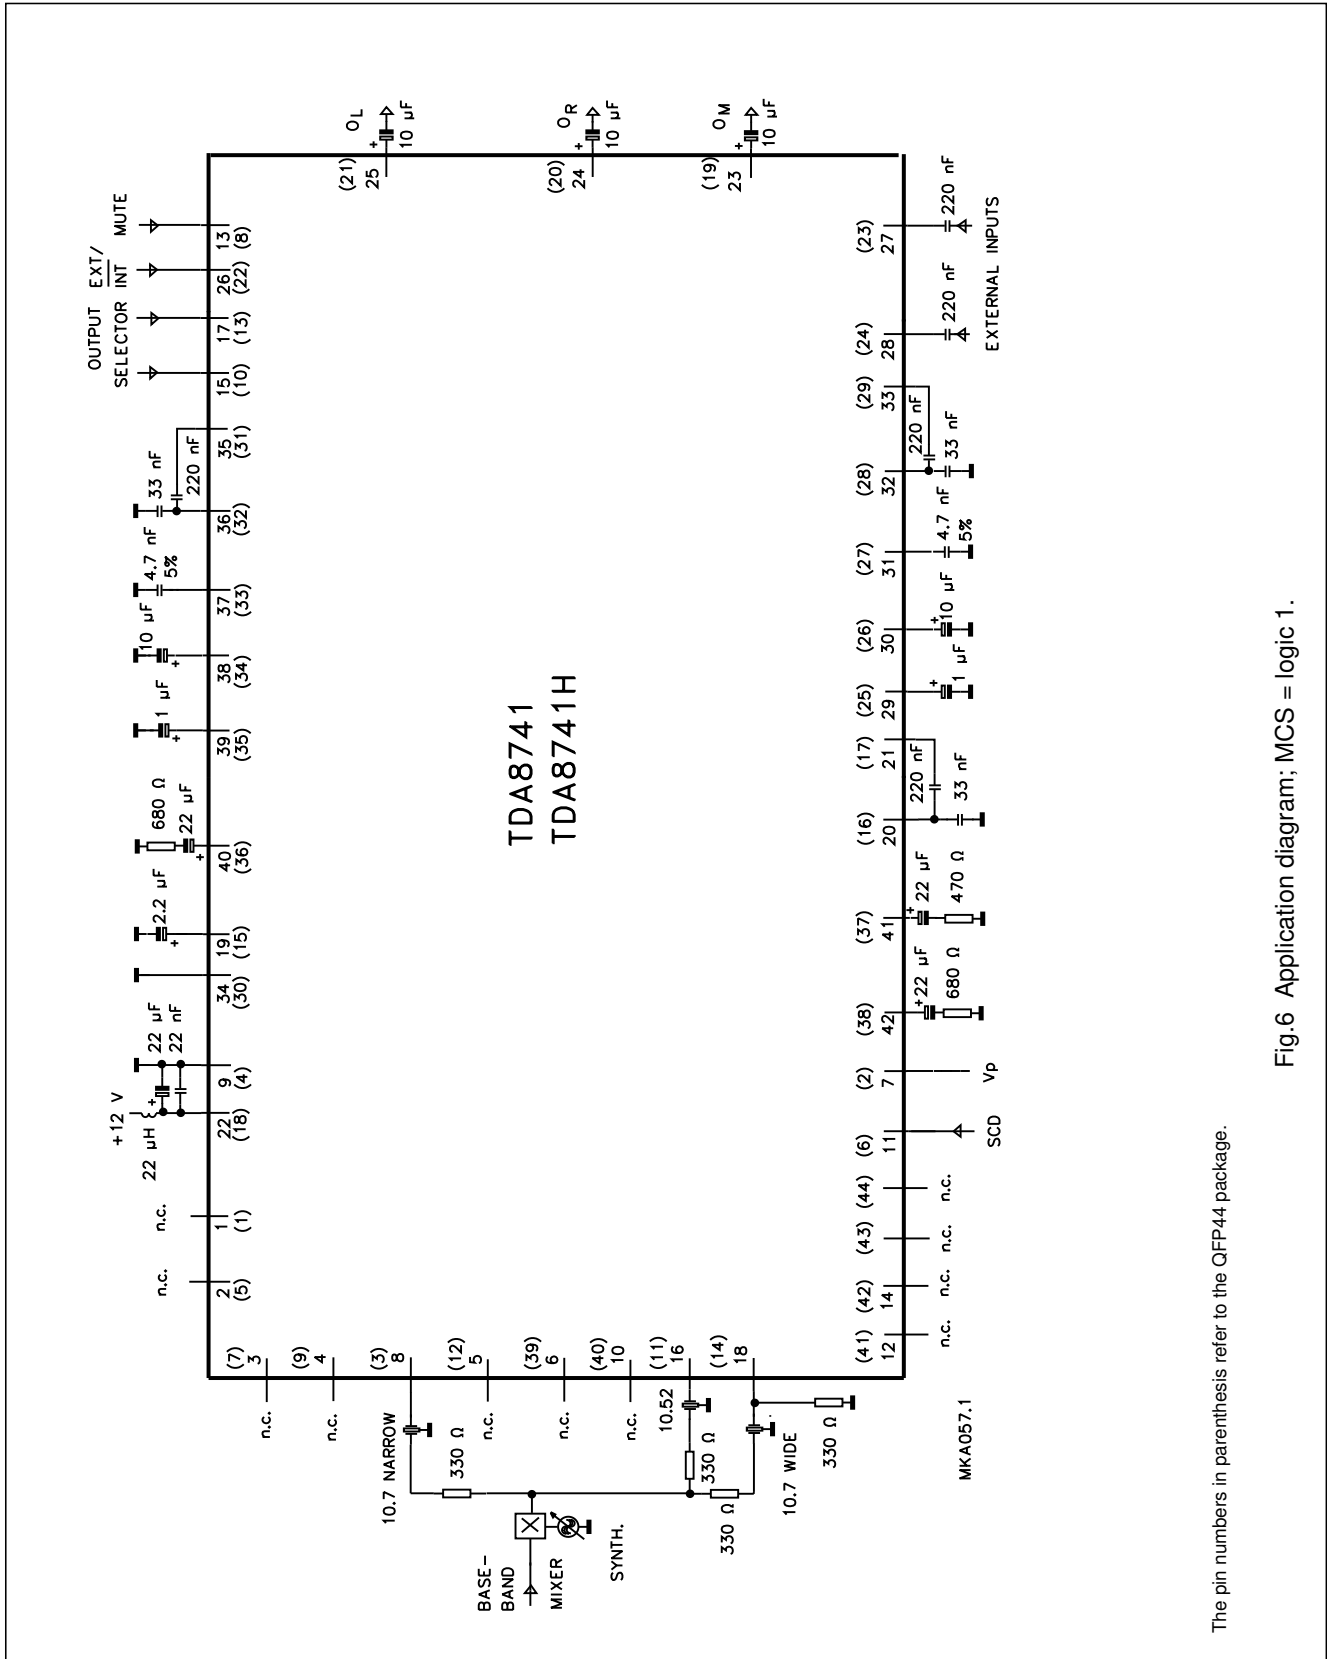 OUTPUT EXT/
SELECTOR INT MUTE
15
(10)
17
(13)
26
(22)
13
(8)
+12 V
22 µH
22 µF
22 nF
2.2 µF
680 Ω
22 µF
1 µF
10 µF
4.7 nF
5%
33 nF
220 nF
n.c.
n.c.
2
(5)
1
(1)
22
(18)
9
(4)
34
(30)
19
(15)
40
(36)
39
(35)
38
(34)
37
(33)
36
(32)
35
(31)
(21)
25
+
10 µF
OL
(20)
24
+
10 µF
OR
(19)
23
+
10 µF
OM
TDA8741
TDA8741H
(7)
3
n.c.
(9)
4
n.c.
(3)
8
10.7 NARROW
330 Ω
(12)
5
n.c.
(39)
6
n.c.
(40)
10
n.c.
(11)
16
10.52
330 Ω
(14)
18
330 Ω
10.7 WIDE
330 Ω
BASE-
BAND
MIXER
SYNTH.
(41)
12
n.c.
(42)
14
n.c.
(43)
n.c.
(44)
n.c.
(6)
11
SCD
(2)
7
Vp
(38)
42
+22 µF
680 Ω
(37)
41
+
22 µF
470 Ω
(16)
20
(17)
21
220 nF
33 nF
(25)
29
+
1 µF
(26)
30
+
10 µF
(27)
31
4.7 nF
5%
(28)
32
(29)
33
220 nF
33 nF
(24)
28
220 nF
(23)
27
220 nF
EXTERNAL INPUTS
MKA057.1
The pin numbers in parenthesis refer to the QFP44 package.
Fig.6 Application diagram; MCS = logic 1.